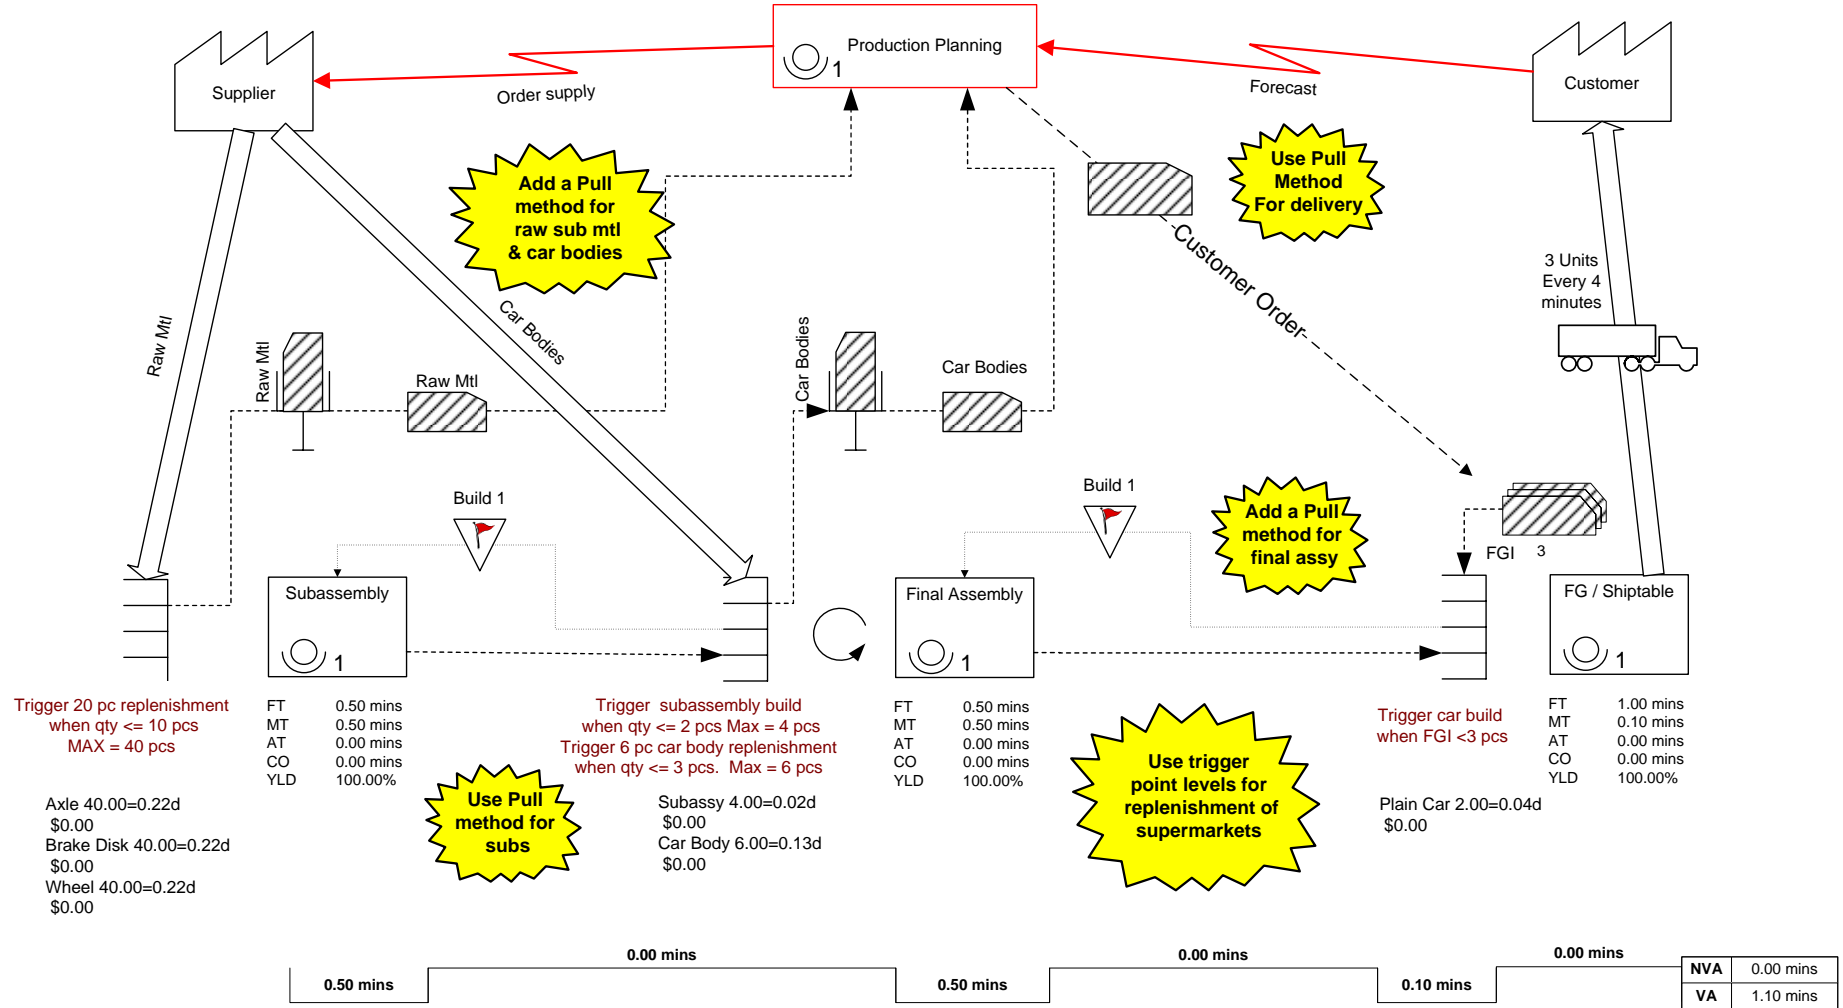 Supplier
Order supply
1
Production Planning
Forecast
Customer
Add a Pull
method for
raw sub mtl
& car bodies
Use Pull
Method
For delivery
Customer Order
3 Units
Every 4
minutes
Raw Mtl
Car Bodies
Raw Mtl
Raw Mtl
Car Bodies
Car Bodies
Build 1
Build 1
Add a Pull
method for
final assy
FGI 3
Subassembly
1
Final Assembly
1
FG / Shiptable
1
Trigger 20 pc replenishment
when qty <= 10 pcs
MAX = 40 pcs
FT 0.50 mins
MT 0.50 mins
AT 0.00 mins
CO 0.00 mins
YLD 100.00%
Trigger subassembly build
when qty <= 2 pcs Max = 4 pcs
Trigger 6 pc car body replenishment
when qty <= 3 pcs. Max = 6 pcs
FT 0.50 mins
MT 0.50 mins
AT 0.00 mins
CO 0.00 mins
YLD 100.00%
Trigger car build
when FGI <3 pcs
FT 1.00 mins
MT 0.10 mins
AT 0.00 mins
CO 0.00 mins
YLD 100.00%
Axle 40.00=0.22d
$0.00
Brake Disk 40.00=0.22d
$0.00
Wheel 40.00=0.22d
$0.00
Use Pull
method for
subs
Subassy 4.00=0.02d
$0.00
Car Body 6.00=0.13d
$0.00
Use trigger
point levels for
replenishment of
supermarkets
Plain Car 2.00=0.04d
$0.00
0.50 mins
0.00 mins
0.50 mins
0.00 mins
0.10 mins
0.00 mins
NVA 0.00 mins
VA 1.10 mins